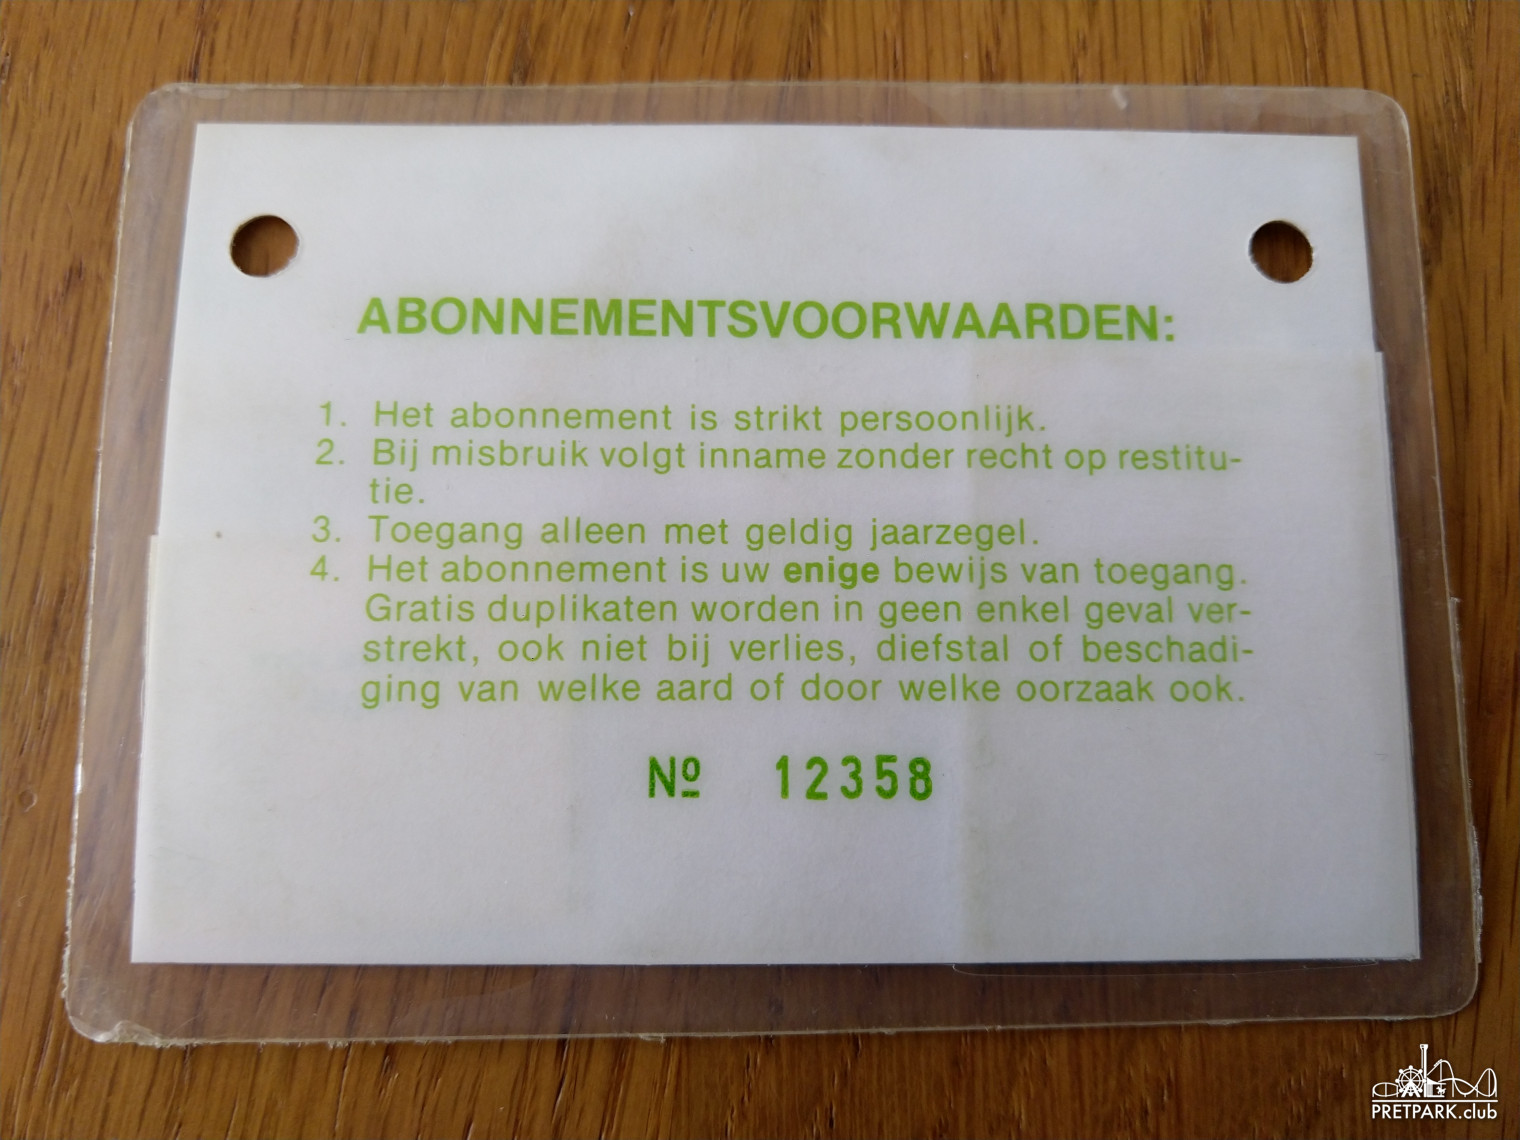 ABONNEMENTSVOORWAARDEN:
1. Het abonnement is strikt persoonlijk.
2. Bij misbruik volgt inname zonder recht op restitu-
tie.
3. Toegang alleen met geldig jaarzegel.
4. Het abonnement is uw enige bewijs van toegang.
Gratis duplikaten worden in geen enkel geval ver-
strekt, ook niet bij verlies, diefstal of beschadi-
ging van welke aard of door welke oorzaak ook.
Nº 12358
PRETPARK.club